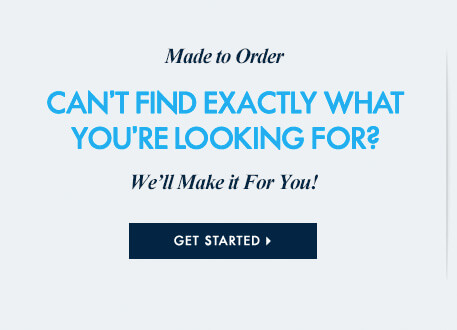 Made to Order
CAN'T FIND EXACTLY WHAT
YOU'RE LOOKING FOR?
We'll Make it For You!
GET STARTED